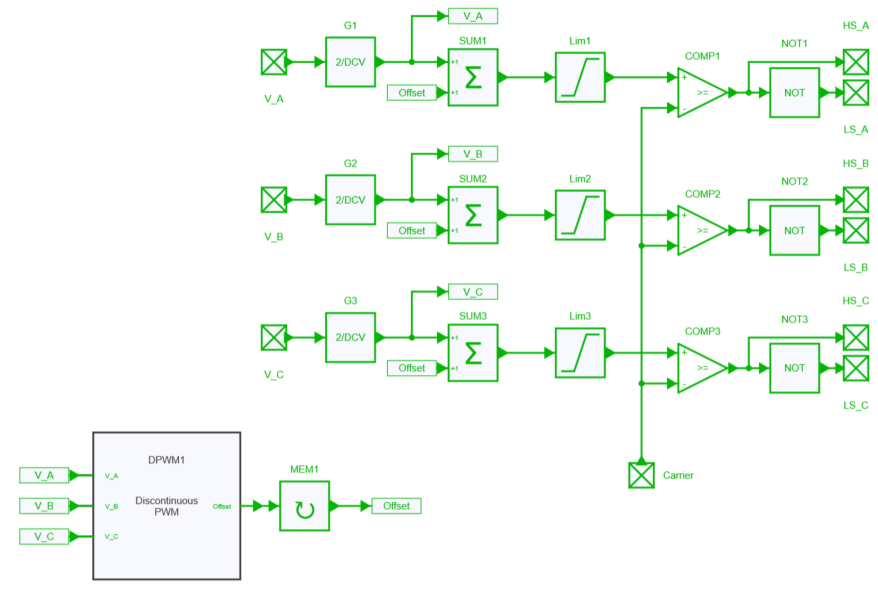 HS_A
G1
V_A
SUM1
Lim1
NOT1
COMP1
2/DCV
+1
Σ
+
>=
-
NOT
Offset
+1
V_A
LS_A
HS_B
G2
V_B
SUM2
Lim2
NOT2
COMP2
2/DCV
+1
Σ
+
>=
-
NOT
Offset
+1
V_B
LS_B
HS_C
G3
V_C
SUM3
Lim3
NOT3
COMP3
2/DCV
+1
Σ
+
>=
-
NOT
Offset
+1
V_C
LS_C
Carrier
DPWM1
MEM1
V_A
V_A
V_B
V_B
Discontinuous
PWM
Offset
Offset
V_C
V_C